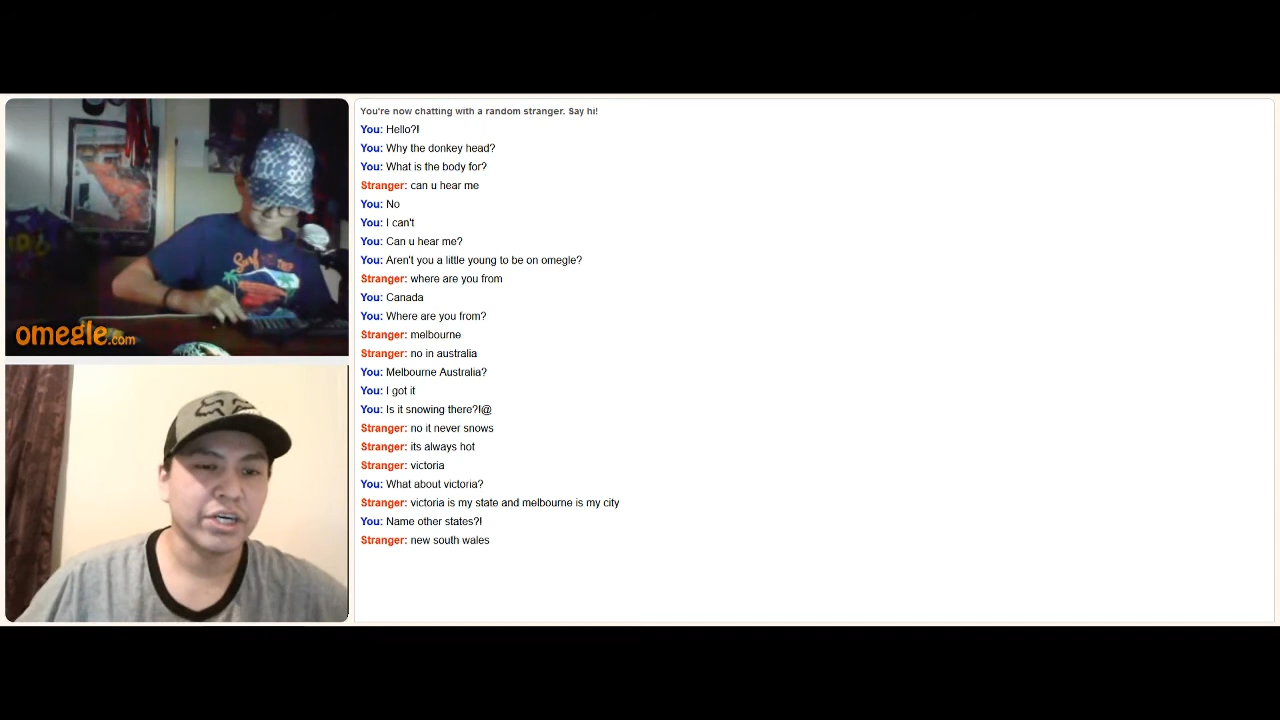 You're now chatting with a random stranger. Say hi!
You: Hello?!
You: Why the donkey head?
You: What is the body for?
Stranger: can u hear me
You: No
You: I can't
You: Can u hear me?
You: Aren't you a little young to be on omegle?
Stranger: where are you from
You: Canada
You: Where are you from?
Stranger: melbourne
Stranger: no in australia
You: Melbourne Australia?
You: I got it
You: Is it snowing there?!@
Stranger: no it never snows
Stranger: its always hot
Stranger: victoria
You: What about victoria?
Stranger: victoria is my state and melbourne is my city
You: Name other states?!
Stranger: new south wales
omegle.com